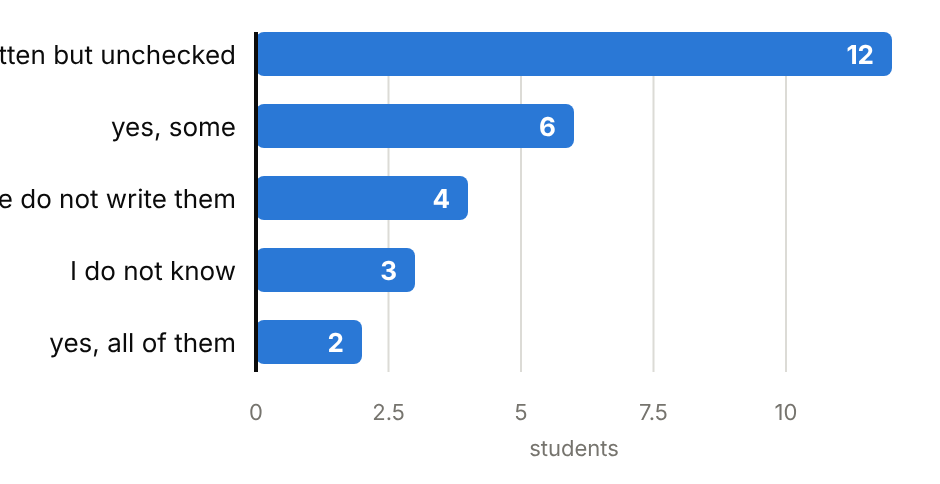 tten but unchecked
12
yes, some
6
e do not write them
4
I do not know
3
yes, all of them
2
0 2.5 5 7.5 10
students